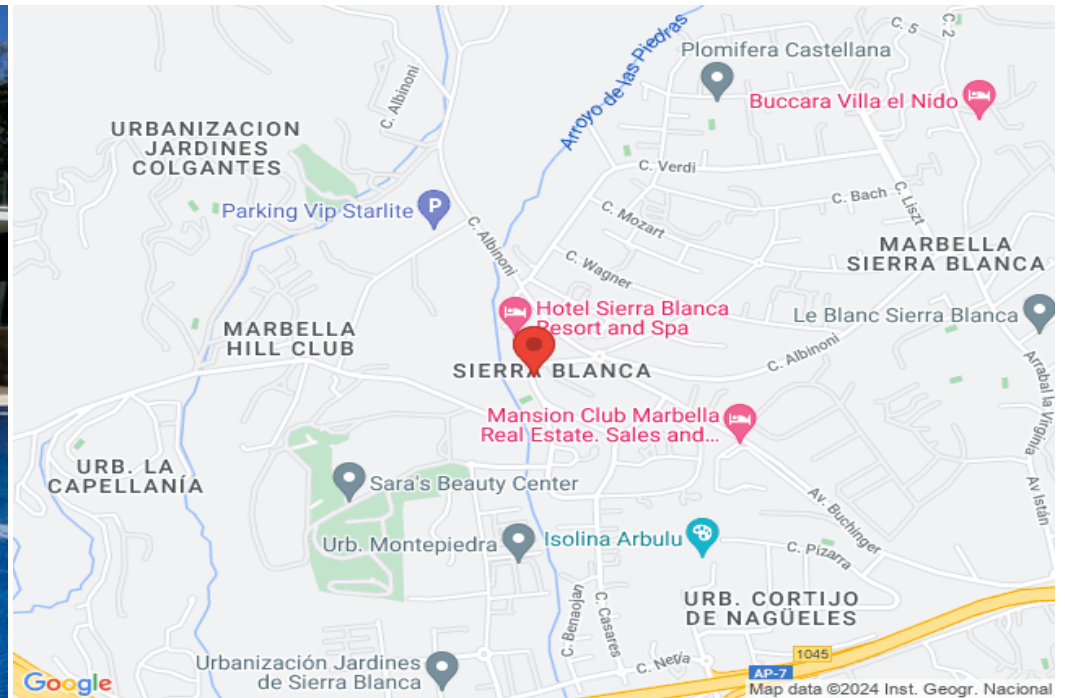 C. 5
C. 2
Arroyo de las Piedras
Plomifera Castellana
Buccara Villa el Nido
C. Albinoni
URBANIZACION
JARDINES
COLGANTES
C. Verdi
C. Bach
C. Liszt
Parking Vip Starlite
P
C. Mozart
C. Albinoni
C. Wagner
MARBELLA
SIERRA BLANCA
Hotel Sierra Blanca
Resort and Spa
Le Blanc Sierra Blanca
MARBELLA
HILL CLUB
C. Albinoni
SIERRA BLANCA
Arrabal la Virginia
Mansion Club Marbella
Real Estate. Sales and...
URB. LA
CAPELLANÍA
Sara's Beauty Center
Av Istán
Av. Buchinger
Urb. Montepiedra
Isolina Arbulu
C. Pizarra
C. Benaojan
C. Casares
URB. CORTIJO
DE NAGÜELES
1045
C. Nerja
AP-7
Urbanización Jardines
de Sierra Blanca
Google
Map data ©2024 Inst. Geogr. Nacional